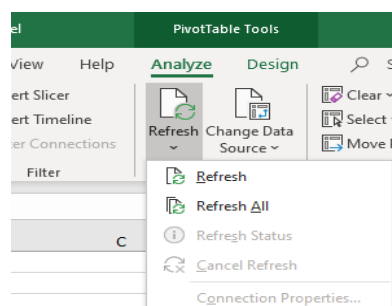 el PivotTable Tools
View Help Analyze Design
ert Slicer
ert Timeline
er Connections
Filter
Refresh
Change Data
Source
Clear
Select
Move
Refresh
Refresh All
Refresh Status
Cancel Refresh
Connection Properties...
C